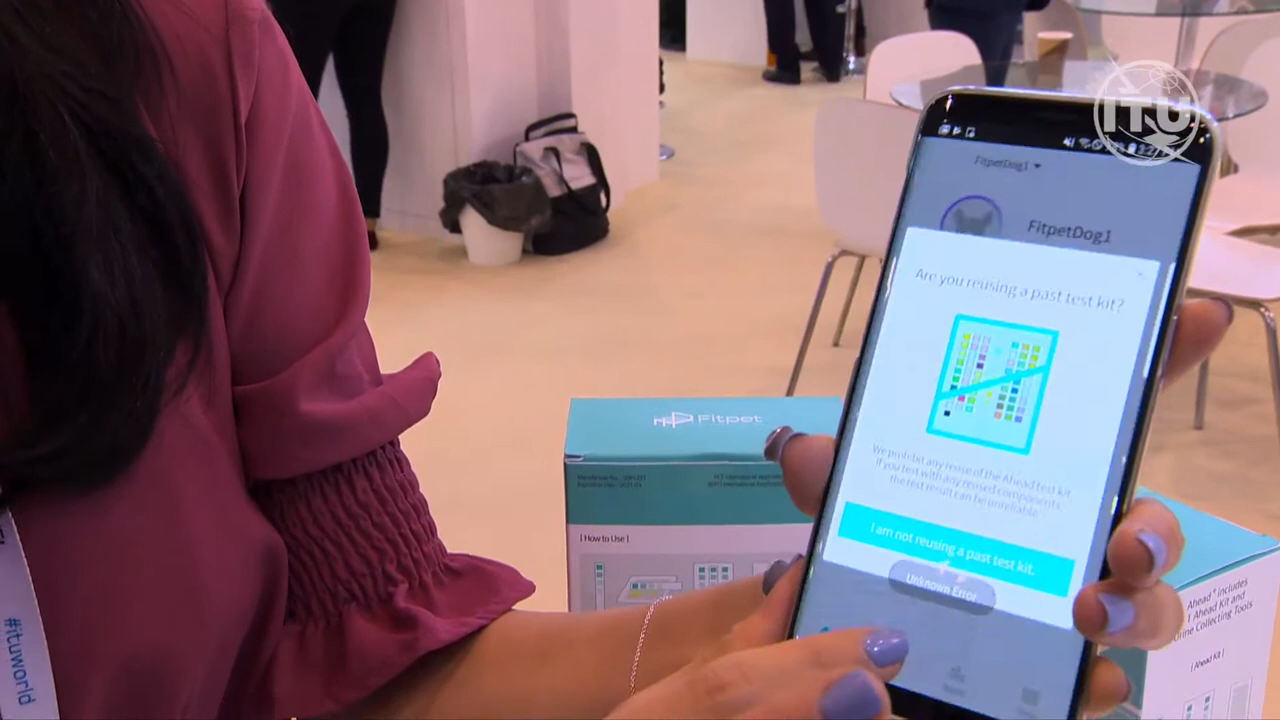 ITU
FitpetDog1
FitpetDog1
Are you reusing a past test kit?
We prohibit any reuse of the Ahead test kit.
If you test with any reused components,
the test result can be unreliable.
I am not reusing a past test kit.
Unknown Error
Fitpet
| How to Use |
Ahead® includes
1 Ahead Kit and
Urine Collecting Tools
| Ahead Kit |
#ituworld